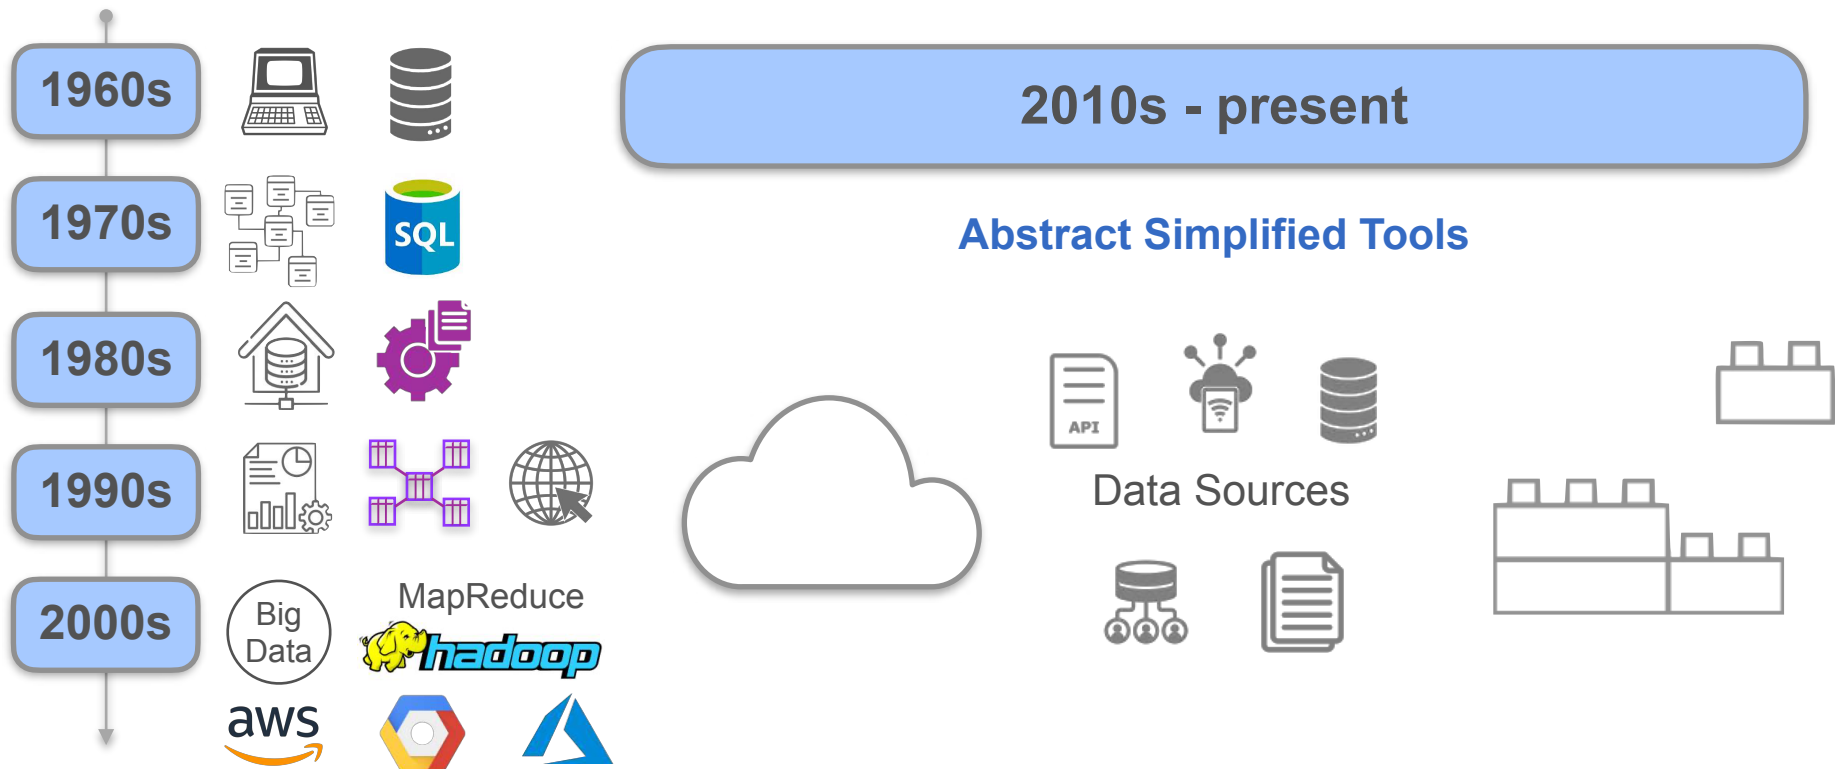 1960s
1970s
SQL
1980s
1990s
2000s
Big
Data
MapReduce
hadoop
aws
2010s - present
Abstract Simplified Tools
API
Data Sources